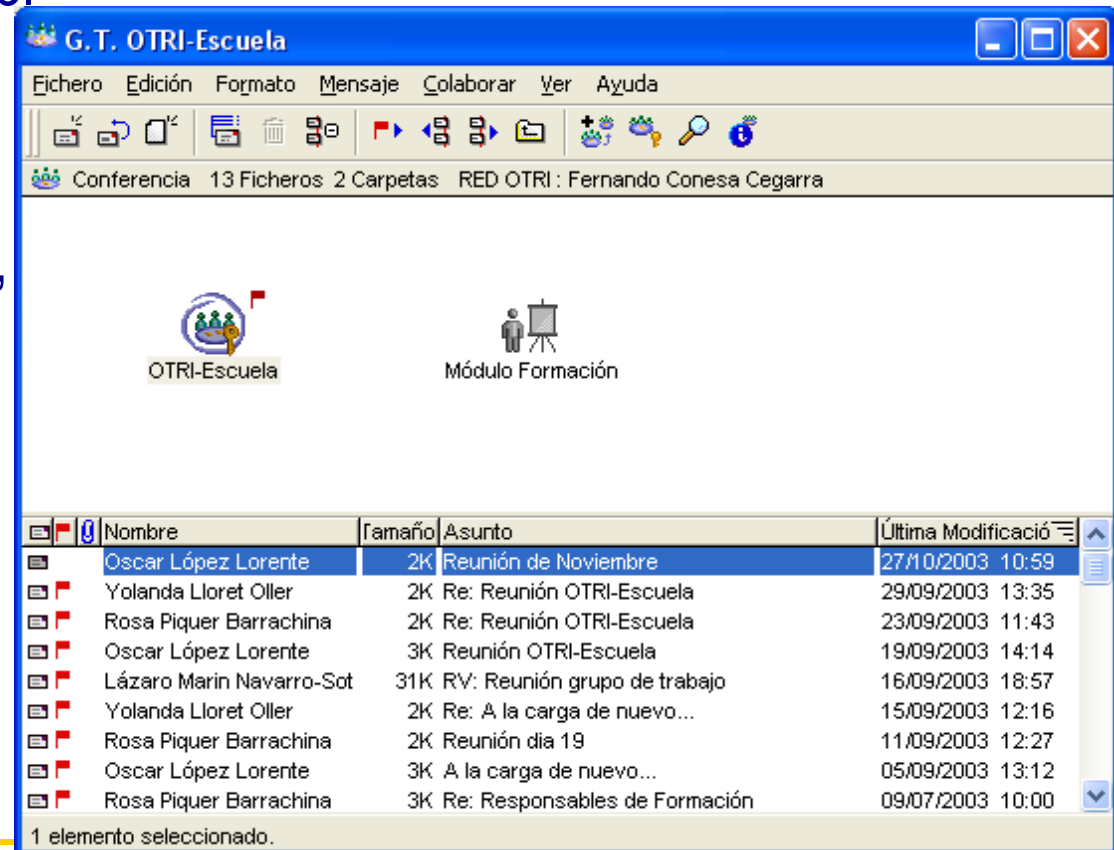 G.T. OTRI-Escuela
Fichero Edición Formato Mensaje Colaborar Ver Ayuda
Conferencia 13 Ficheros 2 Carpetas RED OTRI : Fernando Conesa Cegarra
OTRI-Escuela Módulo Formación
Nombre Tamaño Asunto Última Modificació
Oscar López Lorente 2K Reunión de Noviembre 27/10/2003 10:59
Yolanda Lloret Oller 2K Re: Reunión OTRI-Escuela 29/09/2003 13:35
Rosa Piquer Barrachina 2K Re: Reunión OTRI-Escuela 23/09/2003 11:43
Oscar López Lorente 3K Reunión OTRI-Escuela 19/09/2003 14:14
Lázaro Marin Navarro-Sot 31K RV: Reunión grupo de trabajo 16/09/2003 18:57
Yolanda Lloret Oller 2K Re: A la carga de nuevo... 15/09/2003 12:16
Rosa Piquer Barrachina 2K Reunión dia 19 11/09/2003 12:27
Oscar López Lorente 3K A la carga de nuevo... 05/09/2003 13:12
Rosa Piquer Barrachina 3K Re: Responsables de Formación 09/07/2003 10:00
1 elemento seleccionado.